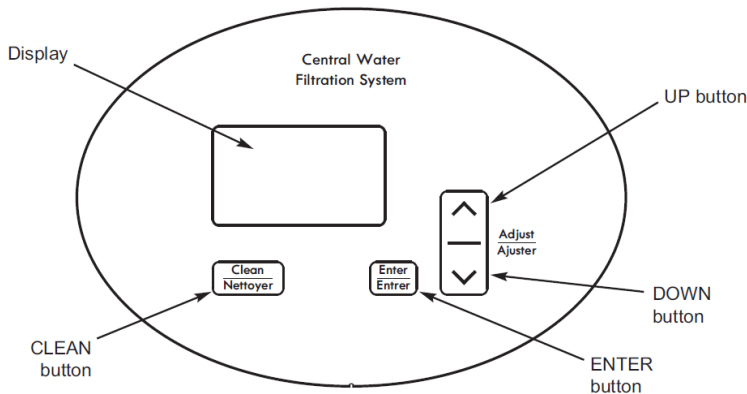 Display
Central Water
Filtration System
UP button
Adjust
Ajuster
Clean
Nettoyer
Enter
Entrer
DOWN
button
CLEAN
button
ENTER
button